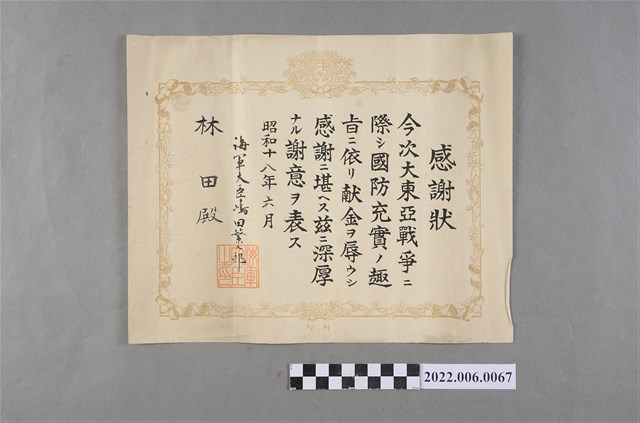 感謝狀
今次大東亞戰爭ニ
際シ國防充實ノ趣
旨ニ依リ献金ヲ辱ウシ
感謝ニ堪ヘス茲ニ深厚
ナル謝意ヲ表ス
昭和十八年六月
海軍大臣嶋田繁太郎
林田殿
2022.006.0067